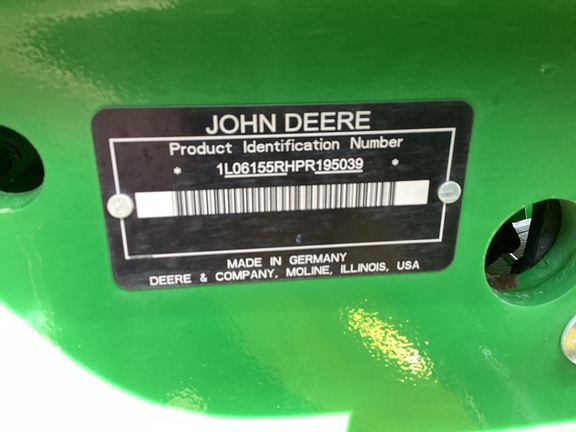 JOHN DEERE
Product Identification Number
* 1L06155RHPR195039 *
MADE IN GERMANY
DEERE & COMPANY, MOLINE, ILLINOIS, USA